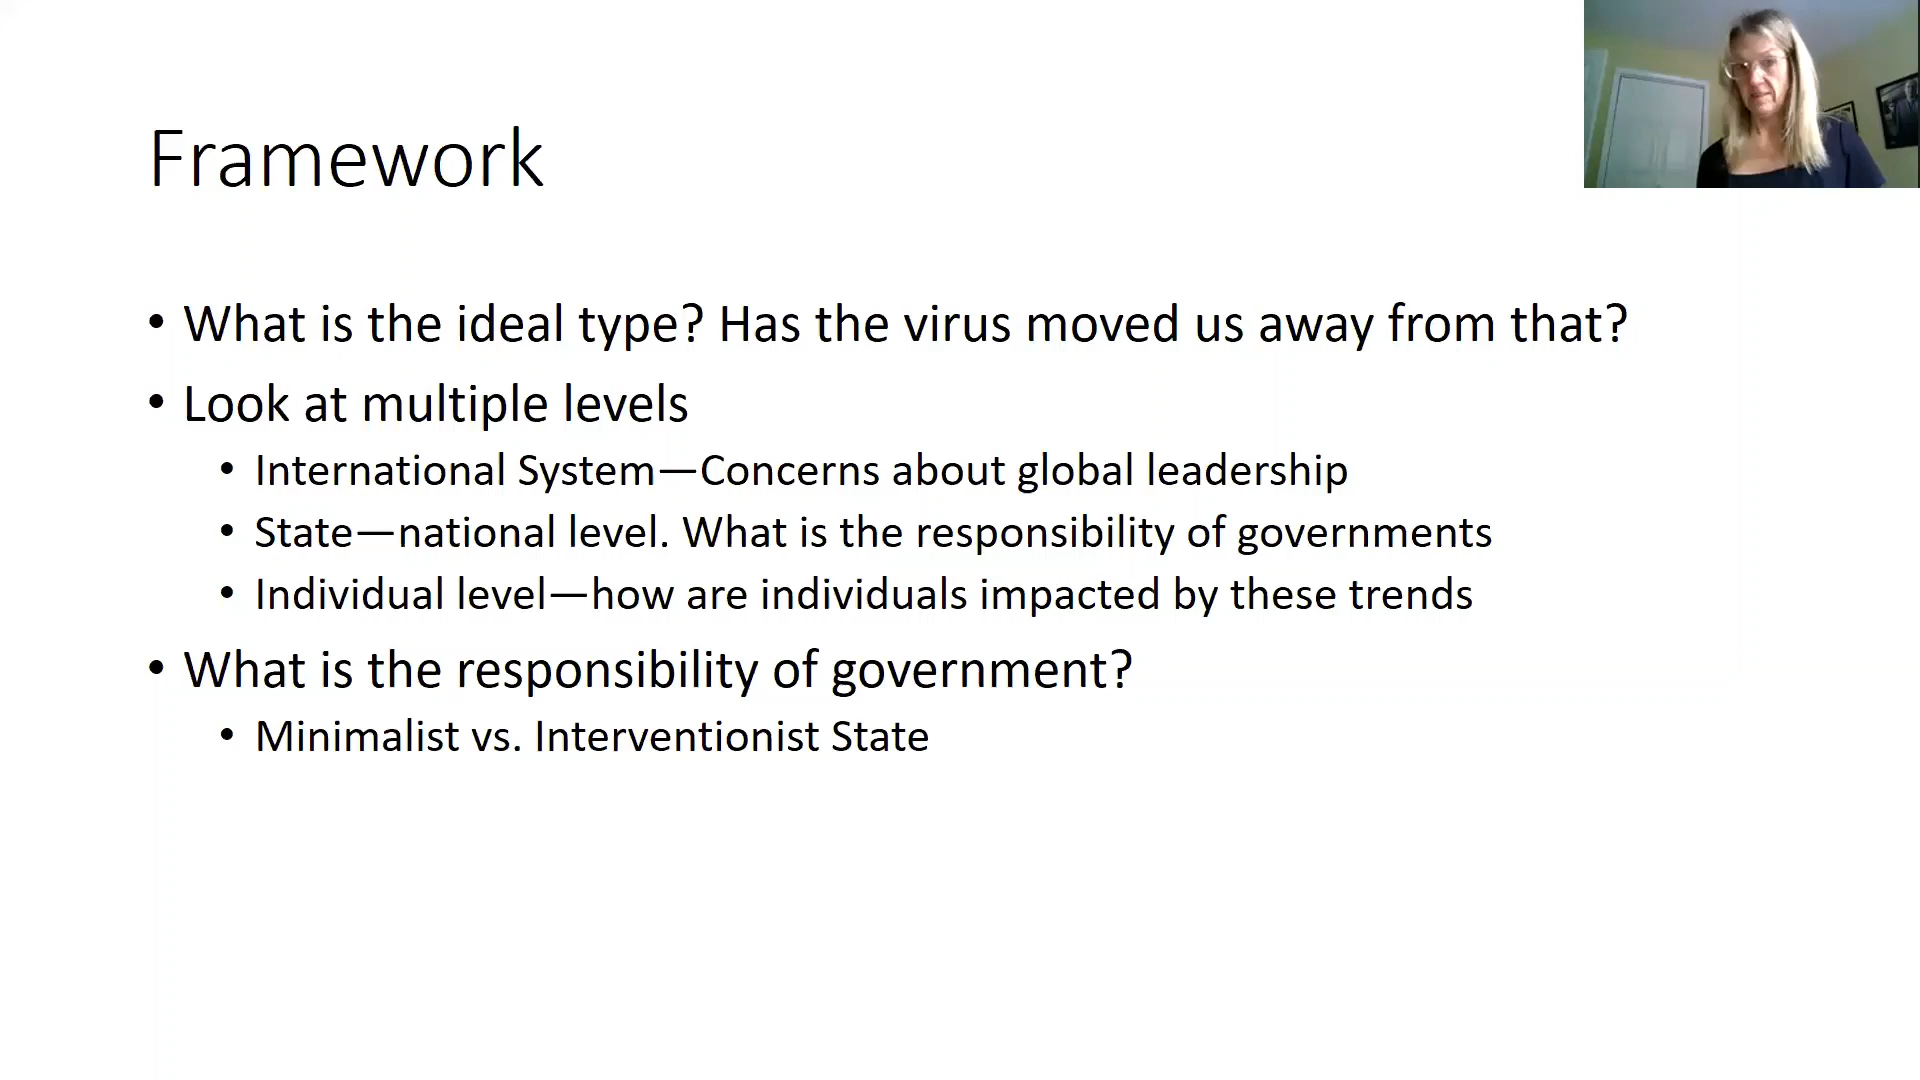 Framework
• What is the ideal type? Has the virus moved us away from that?
• Look at multiple levels
• International System—Concerns about global leadership
• State—national level. What is the responsibility of governments
• Individual level—how are individuals impacted by these trends
• What is the responsibility of government?
• Minimalist vs. Interventionist State